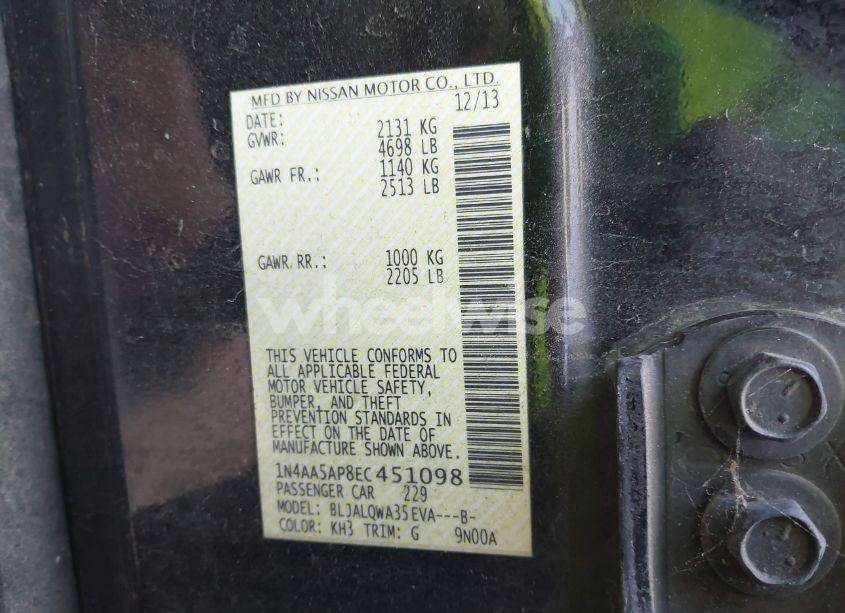 MFD BY NISSAN MOTOR CO., LTD.
DATE: 12/13
GVWR: 2131 KG
4698 LB
GAWR FR.: 1140 KG
2513 LB
GAWR RR.: 1000 KG
2205 LB
wheelwise
THIS VEHICLE CONFORMS TO
ALL APPLICABLE FEDERAL
MOTOR VEHICLE SAFETY,
BUMPER, AND THEFT
PREVENTION STANDARDS IN
EFFECT ON THE DATE OF
MANUFACTURE SHOWN ABOVE.
1N4AA5AP8EC451098
PASSENGER CAR 229
MODEL: BLJALQWA35EVA---B-
COLOR: KH3 TRIM: G 9N00A